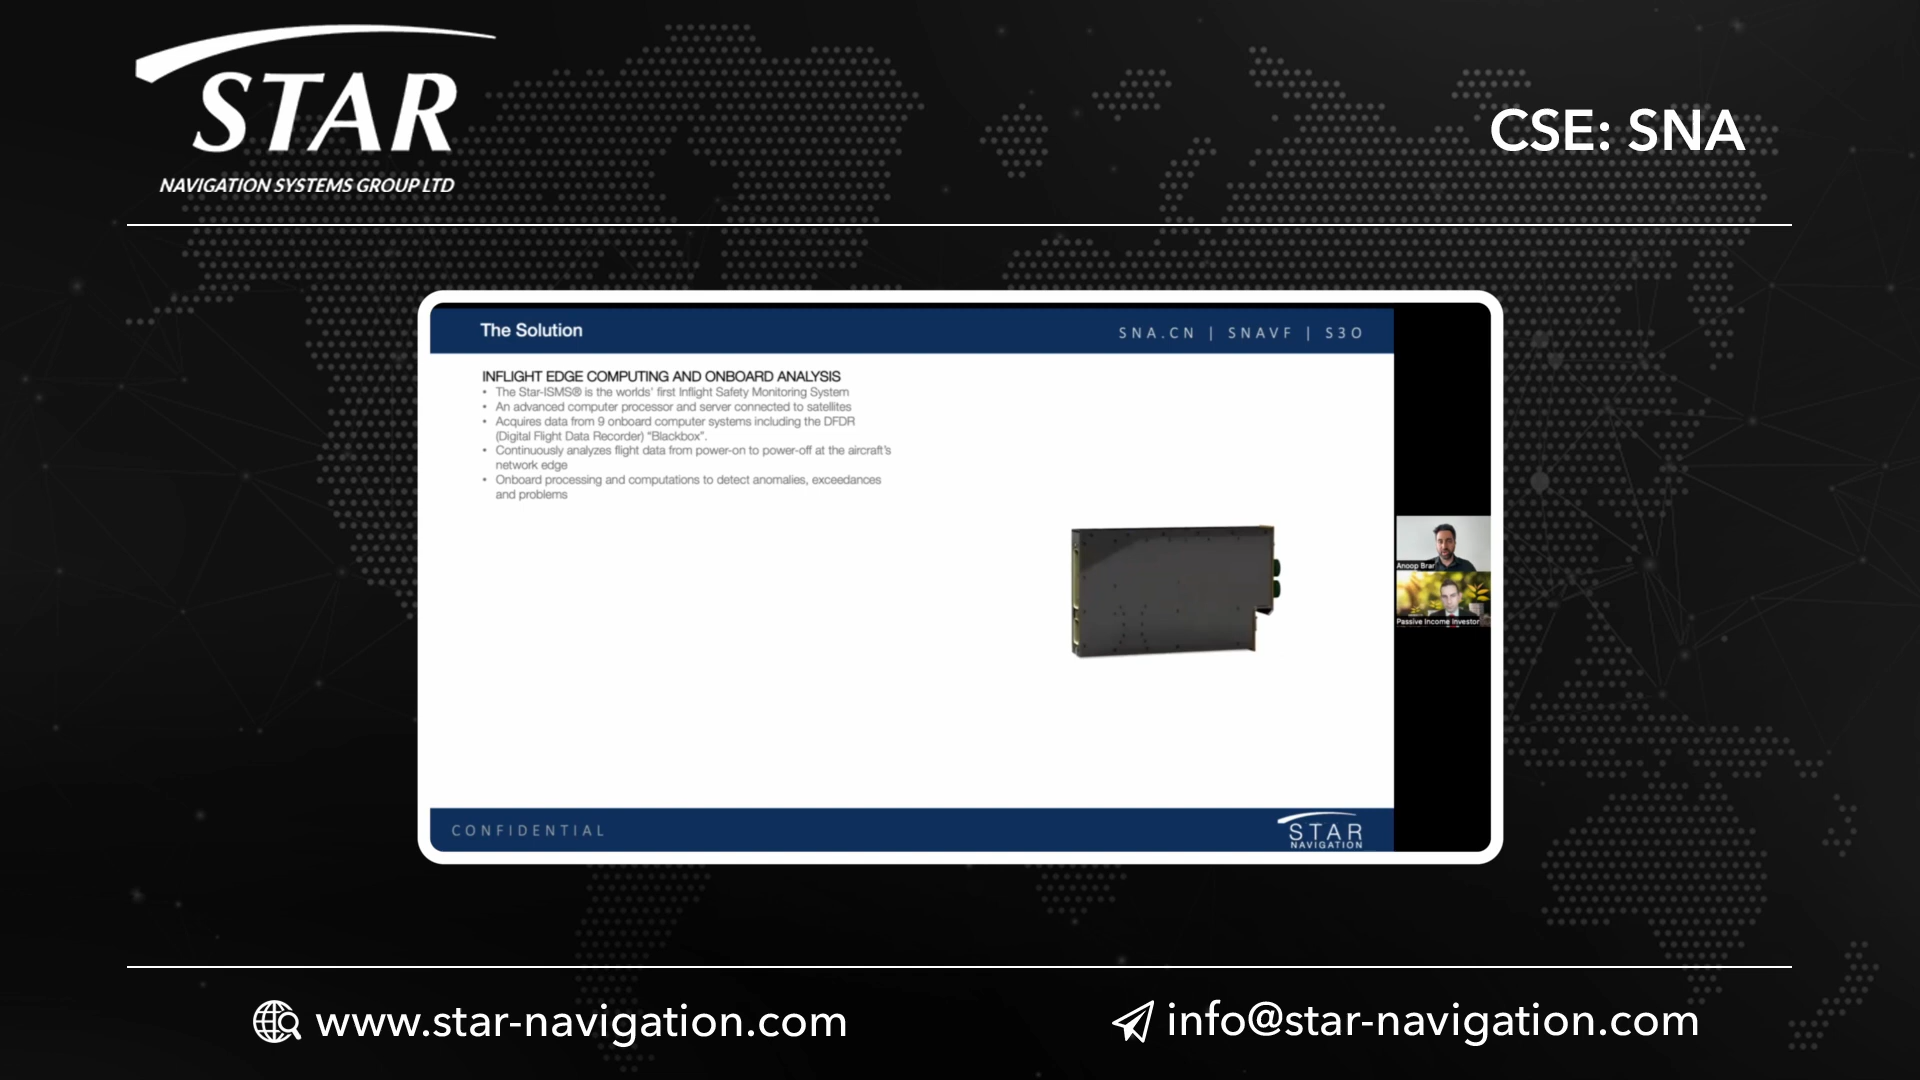 STAR
NAVIGATION SYSTEMS GROUP LTD
CSE: SNA
The Solution
SNA.CN | SNAVF | S3O
INFLIGHT EDGE COMPUTING AND ONBOARD ANALYSIS
• The Star-ISMS® is the worlds' first Inflight Safety Monitoring System
• An advanced computer processor and server connected to satellites
• Acquires data from 9 onboard computer systems including the DFDR
(Digital Flight Data Recorder) “Blackbox”.
• Continuously analyzes flight data from power-on to power-off at the aircraft’s
network edge
• Onboard processing and computations to detect anomalies, exceedances
and problems
Anoop Brar
Passive Income Investor
CONFIDENTIAL
STAR
NAVIGATION
www.star-navigation.com
info@star-navigation.com